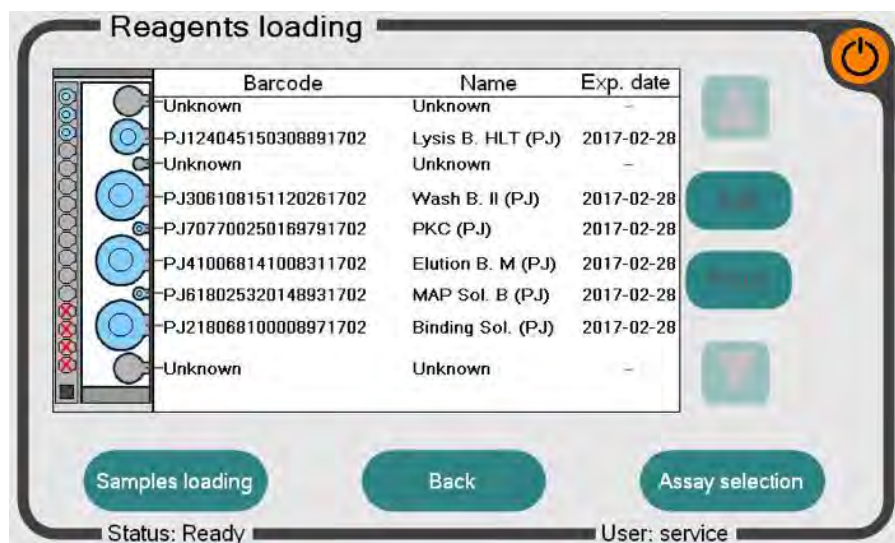 Reagents loading
Barcode Name Exp. date
Unknown Unknown -
PJ124045150308891702 Lysis B. HLT (PJ) 2017-02-28
Unknown Unknown -
PJ306108151120261702 Wash B. II (PJ) 2017-02-28
PJ707700250169791702 PKC (PJ) 2017-02-28
PJ410068141008311702 Elution B. M (PJ) 2017-02-28
PJ618025320148931702 MAP Sol. B (PJ) 2017-02-28
PJ218068100008971702 Binding Sol. (PJ) 2017-02-28
Unknown Unknown -
Samples loading Back Assay selection
Status: Ready User: service